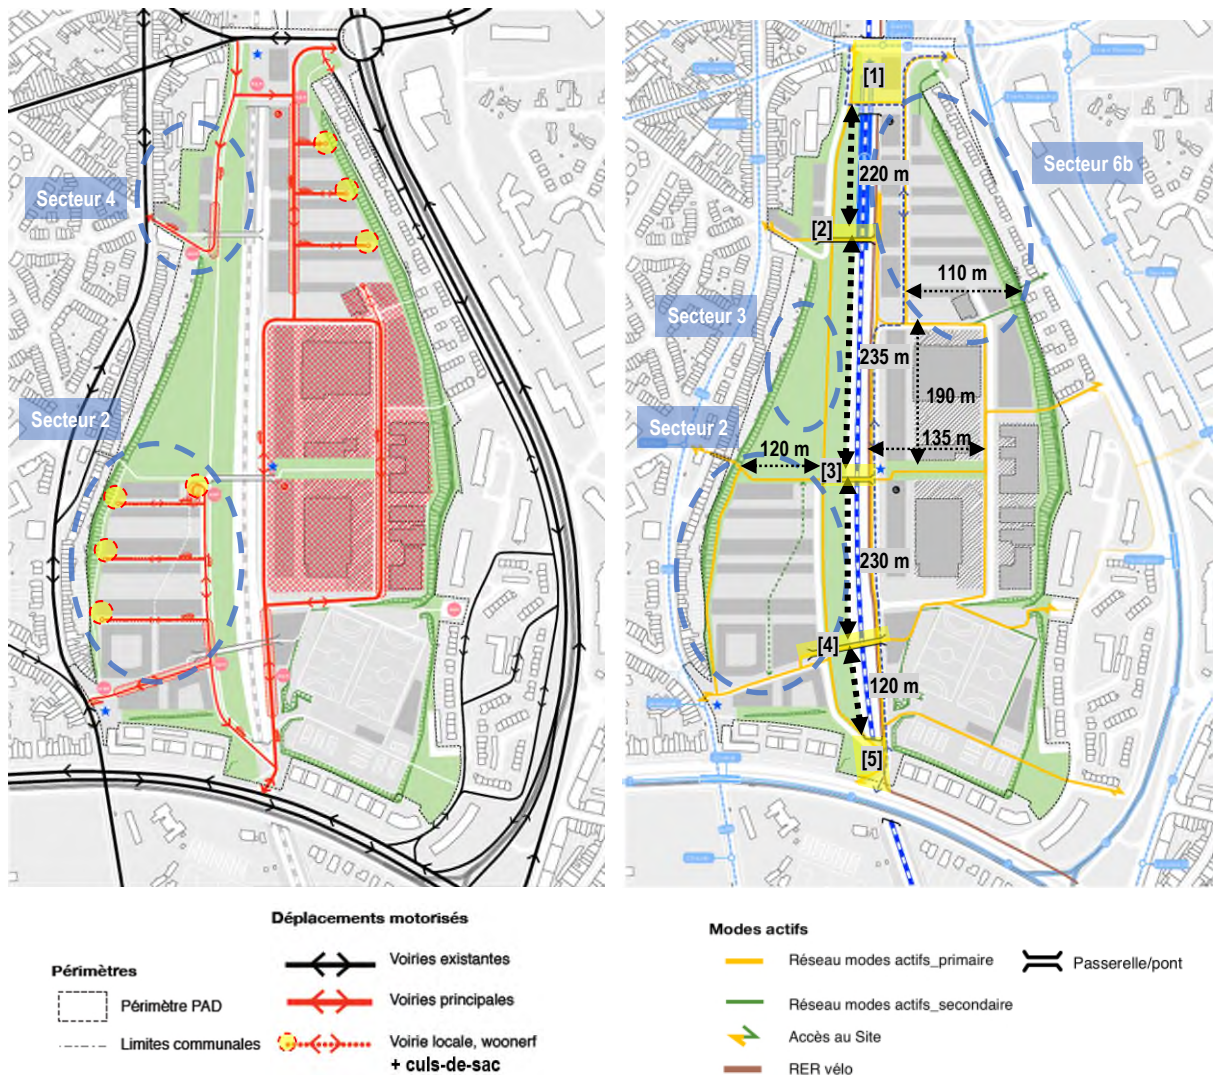 Secteur 4
Secteur 2
[1]
220 m
Secteur 6b
[2]
110 m
Secteur 3
235 m
190 m
Secteur 2
120 m
135 m
[3]
230 m
[4]
120 m
[5]
Déplacements motorisés
Périmètres
Périmètre PAD
Limites communales
Voiries existantes
Voiries principales
Voirie locale, woonerf
+ culs-de-sac
Modes actifs
Réseau modes actifs_primaire
Passerelle/pont
Réseau modes actifs_secondaire
Accès au Site
RER vélo